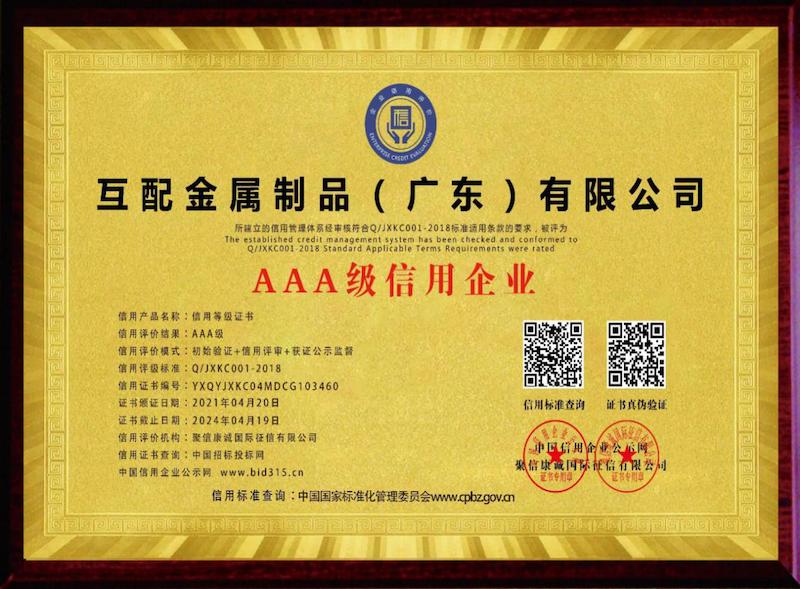 企业信用评价
信
ENTERPRISE CREDIT EVALUATION
互配金属制品（广东）有限公司
所建立的信用管理体系经审核符合Q/JXKC001-2018标准适用条款的要求，被评为
The established credit management system has been checked and conformed to
Q/JXKC001-2018 Standard Applicable Terms Requirements were rated
AAA级信用企业
信用产品名称：信用等级证书
信用评价结果：AAA级
信用评价模式：初始验证+信用评审+获证公示监督
信用评级标准：Q/JXKC001-2018
信用证书编号：YXQYJXKC04MDCG103460
证书颁证日期：2021年04月20日
证书截止日期：2024年04月19日
信用评价机构：聚信康诚国际征信有限公司
信用证书查询：中国招标投标网
中国信用企业公示网 www.bid315.cn
信用标准查询 证书真伪验证
中国信用企业公示网
聚信康诚国际征信有限公司
证书专用章 证书专用章
信用标准查询：中国国家标准化管理委员会www.cpbz.gov.cn